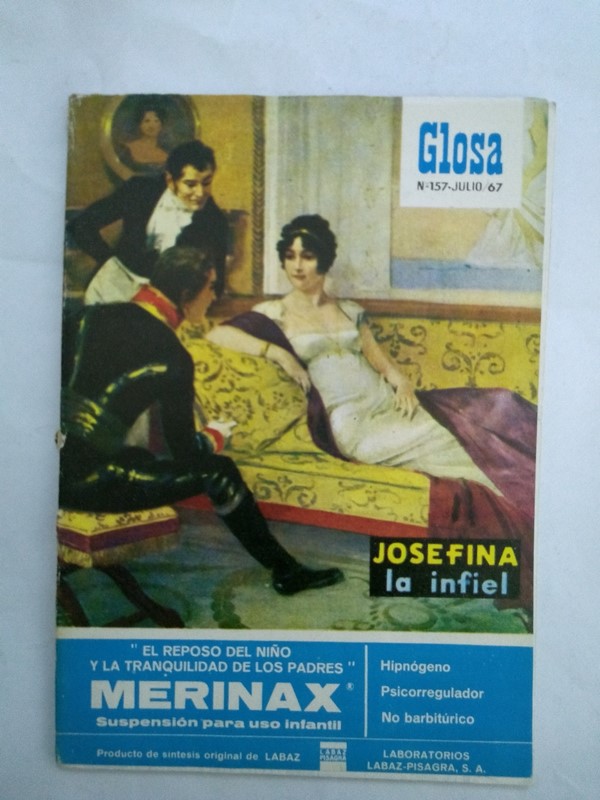 Glosa
Nº157-JULIO/67
JOSEFINA
la infiel
" EL REPOSO DEL NIÑO
Y LA TRANQUILIDAD DE LOS PADRES "
MERINAX®
Suspensión para uso infantil
Hipnógeno
Psicorregulador
No barbitúrico
Producto de síntesis original de LABAZ
LABAZ
PISAGRA
LABORATORIOS
LABAZ-PISAGRA, S. A.